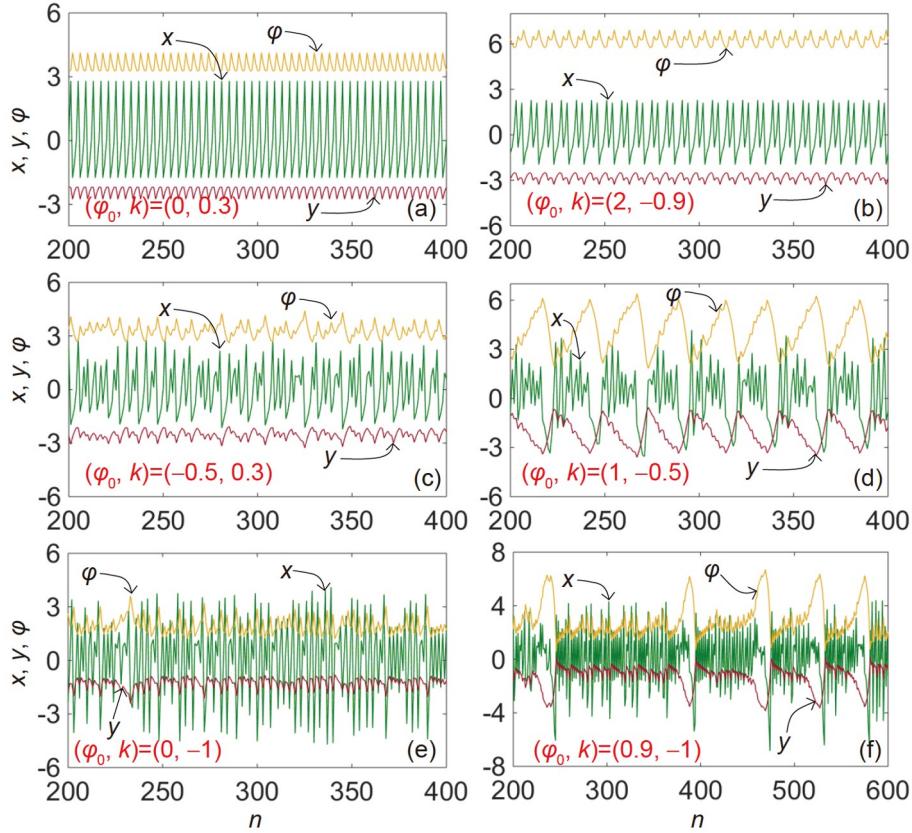 6
3
0
-3
x, y, φ
x
φ
y
(φ₀, k)=(0, 0.3)
(a)
200 250 300 350 400
6
3
0
-3
-6
φ
x
y
(φ₀, k)=(2, −0.9)
(b)
200 250 300 350 400
6
3
0
-3
-6
x, y, φ
x
φ
y
(φ₀, k)=(−0.5, 0.3)
(c)
200 250 300 350 400
6
3
0
-3
-6
x
φ
y
(φ₀, k)=(1, −0.5)
(d)
200 250 300 350 400
6
3
0
-3
-6
x, y, φ
φ
x
y
(φ₀, k)=(0, −1)
(e)
200 250 300 350 400
n
8
4
0
-4
-8
x
φ
y
(φ₀, k)=(0.9, −1)
(f)
200 300 400 500 600
n